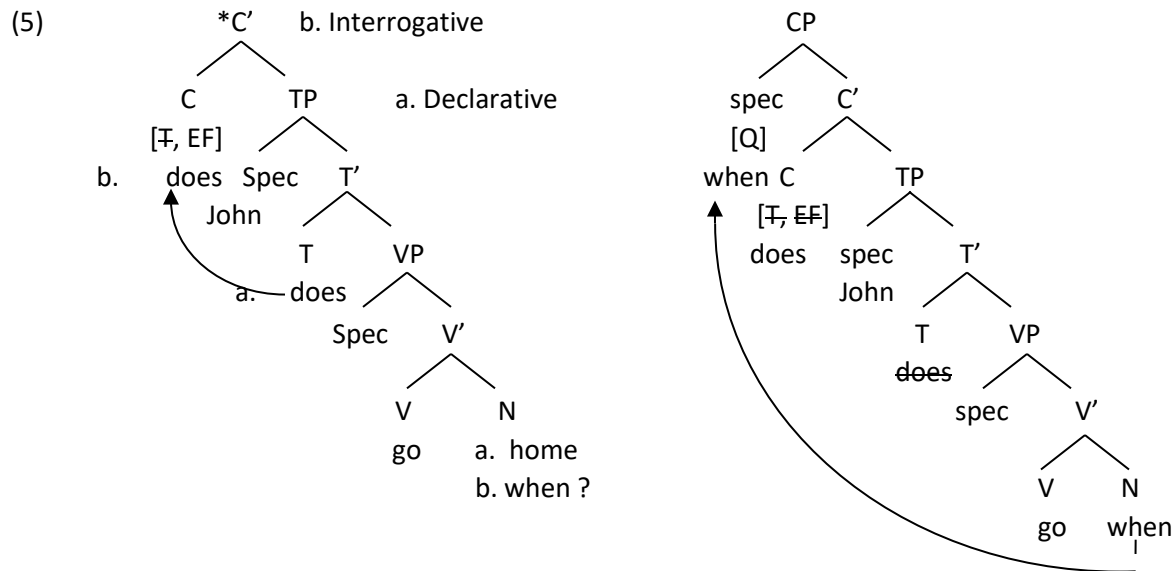 (5) *C’ b. Interrogative CP
C TP a. Declarative spec C’
[T, EF] [Q]
b. does Spec T’ when C TP
John [T, EF]
T VP does spec T’
a. does John
Spec V’ T VP
does
V N spec V’
go a. home
b. when ? V N
go when